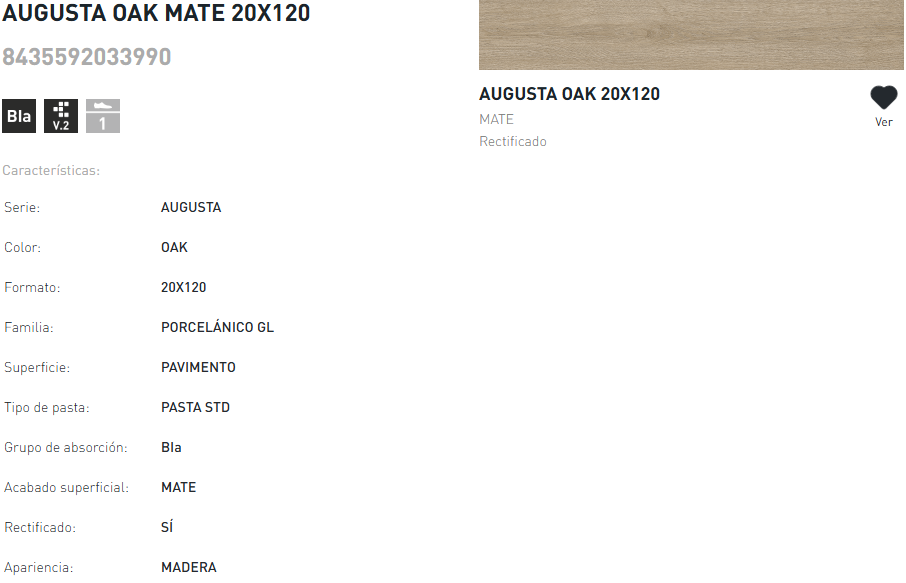 AUGUSTA OAK MATE 20X120
8435592033990
BIa
V.2
1
Características:
Serie: AUGUSTA
Color: OAK
Formato: 20X120
Familia: PORCELÁNICO GL
Superficie: PAVIMENTO
Tipo de pasta: PASTA STD
Grupo de absorción: BIa
Acabado superficial: MATE
Rectificado: SÍ
Apariencia: MADERA
AUGUSTA OAK 20X120
MATE
Rectificado
Ver